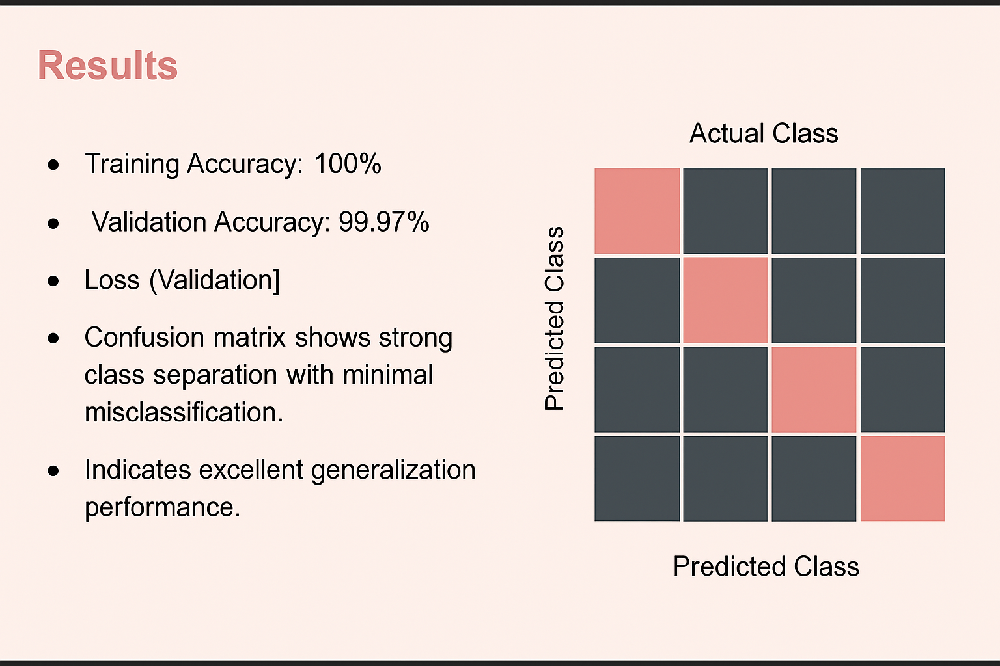 Results
• Training Accuracy: 100%
• Validation Accuracy: 99.97%
• Loss (Validation]
• Confusion matrix shows strong
class separation with minimal
misclassification.
• Indicates excellent generalization
performance.
Actual Class
Predicted Class
Predicted Class